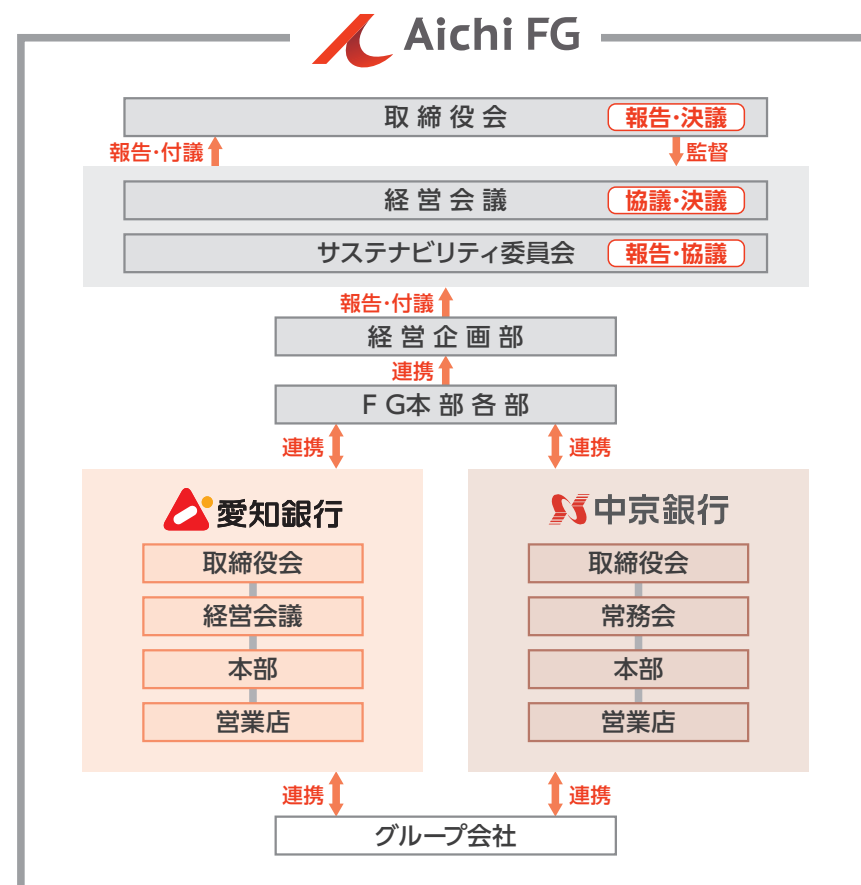 Aichi FG
取締役会 報告・決議
報告・付議 監督
経営会議 協議・決議
サステナビリティ委員会 報告・協議
報告・付議
経営企画部
連携
FG本部各部
連携 連携
愛知銀行 中京銀行
取締役会 取締役会
経営会議 常務会
本部 本部
営業店 営業店
連携 連携
グループ会社